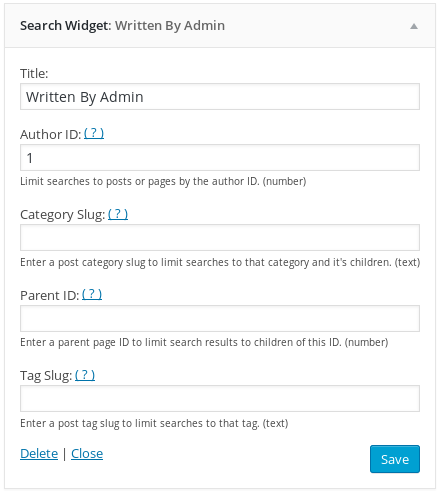 Search Widget: Written By Admin
Title:
Written By Admin
Author ID: ( ? )
1
Limit searches to posts or pages by the author ID. (number)
Category Slug: ( ? )
Enter a post category slug to limit searches to that category and it's children. (text)
Parent ID: ( ? )
Enter a parent page ID to limit search results to children of this ID. (number)
Tag Slug: ( ? )
Enter a post tag slug to limit searches to that tag. (text)
Delete | Close
Save